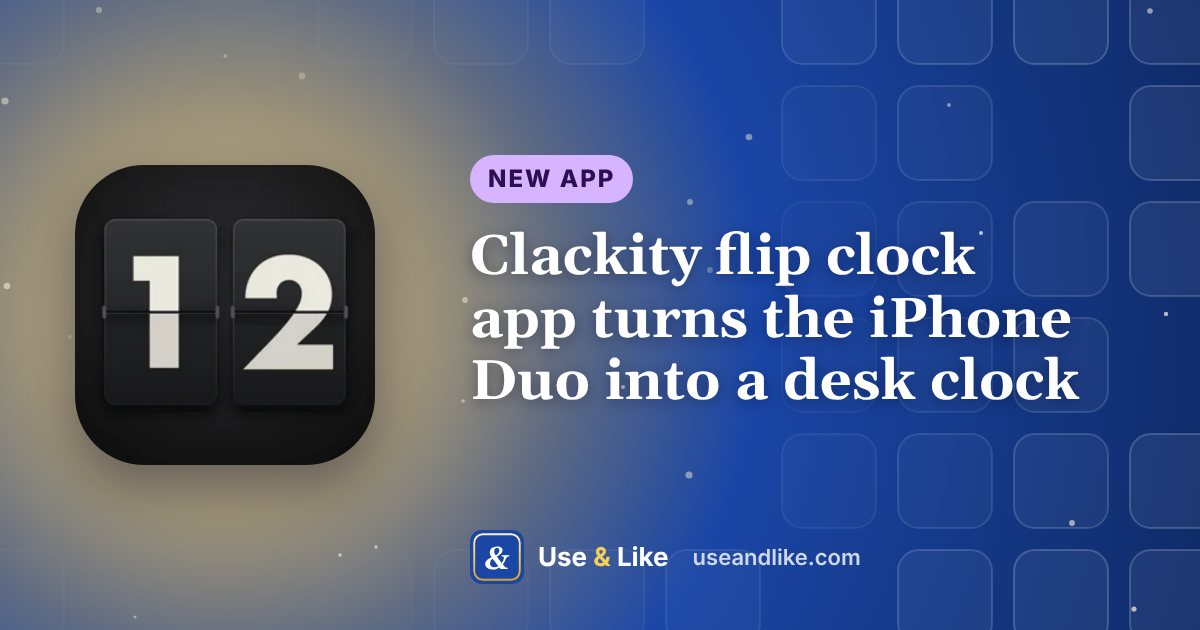 12
NEW APP
Clackity flip clock
app turns the iPhone
Duo into a desk clock
& Use & Like useandlike.com